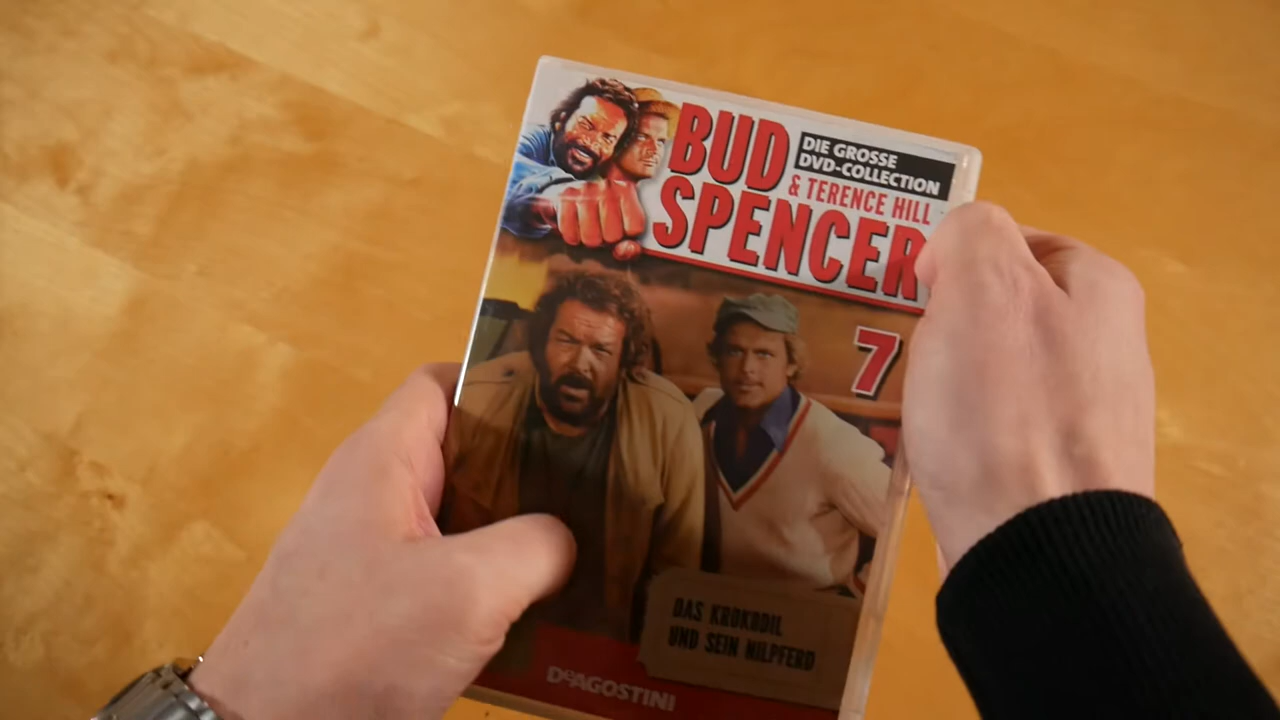 BUD
SPENCER
DIE GROSSE
DVD-COLLECTION
& TERENCE HILL
7
DAS KROKODIL
UND SEIN NILPFERD
DeAGOSTINI